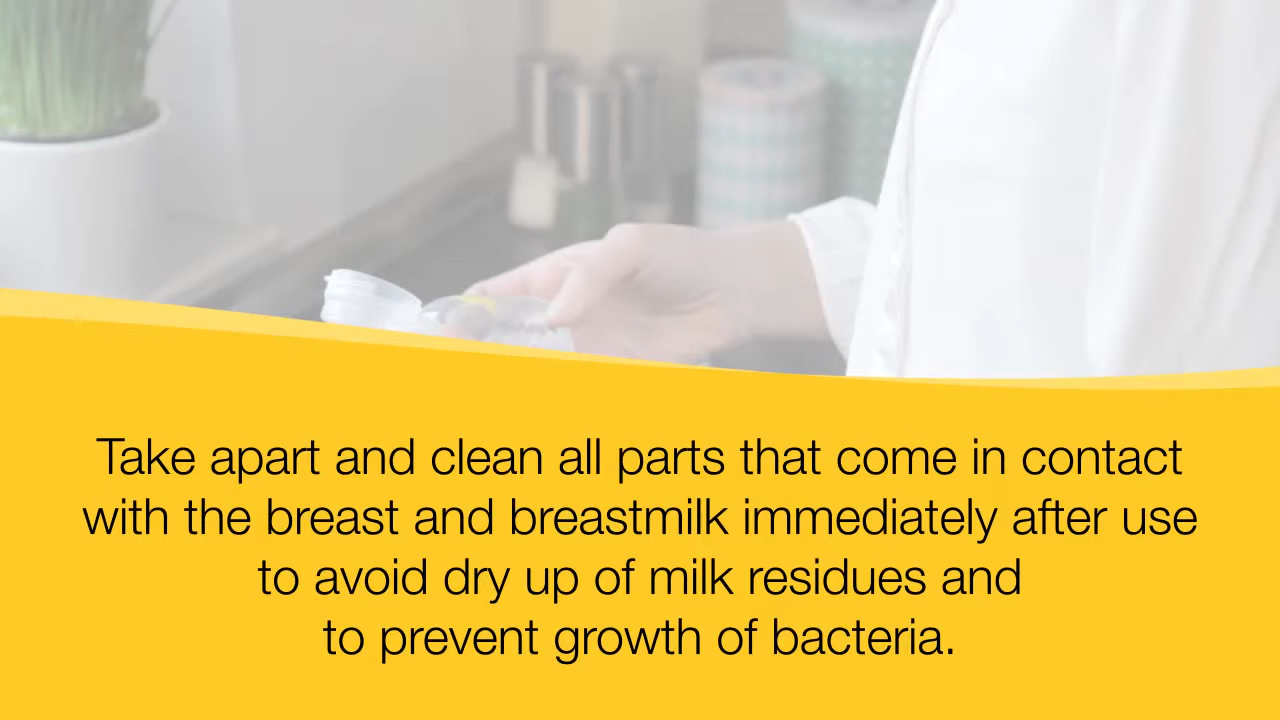 Take apart and clean all parts that come in contact
with the breast and breastmilk immediately after use
to avoid dry up of milk residues and
to prevent growth of bacteria.